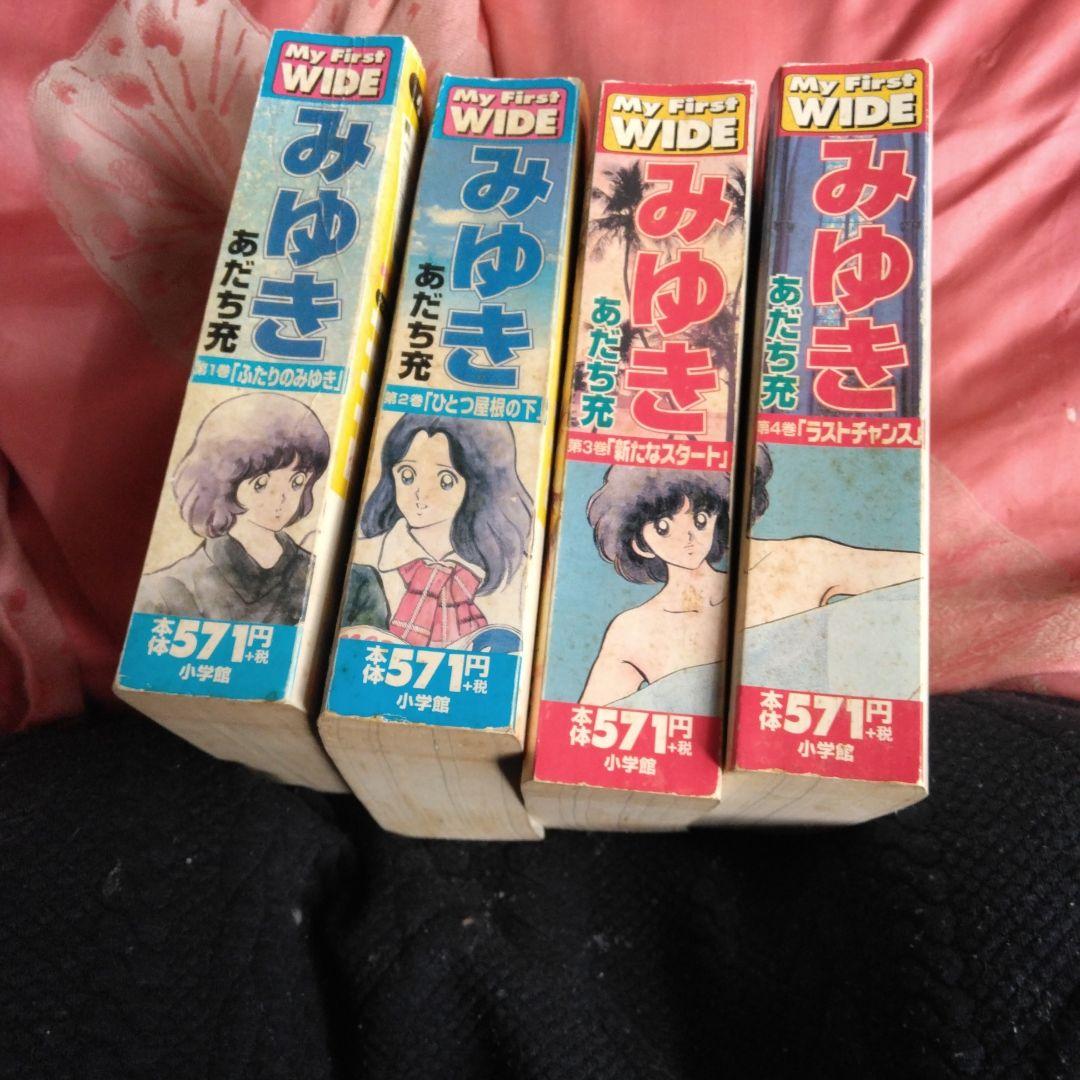 My First
WIDE
みゆき
あだち充
第1巻「ふたりのみゆき」
本体571円+税
小学館
My First
WIDE
みゆき
あだち充
第2巻「ひとつ屋根の下」
本体571円+税
小学館
My First
WIDE
みゆき
あだち充
第3巻「新たなスタート」
本体571円+税
小学館
My First
WIDE
みゆき
あだち充
第4巻「ラストチャンス」
本体571円+税
小学館